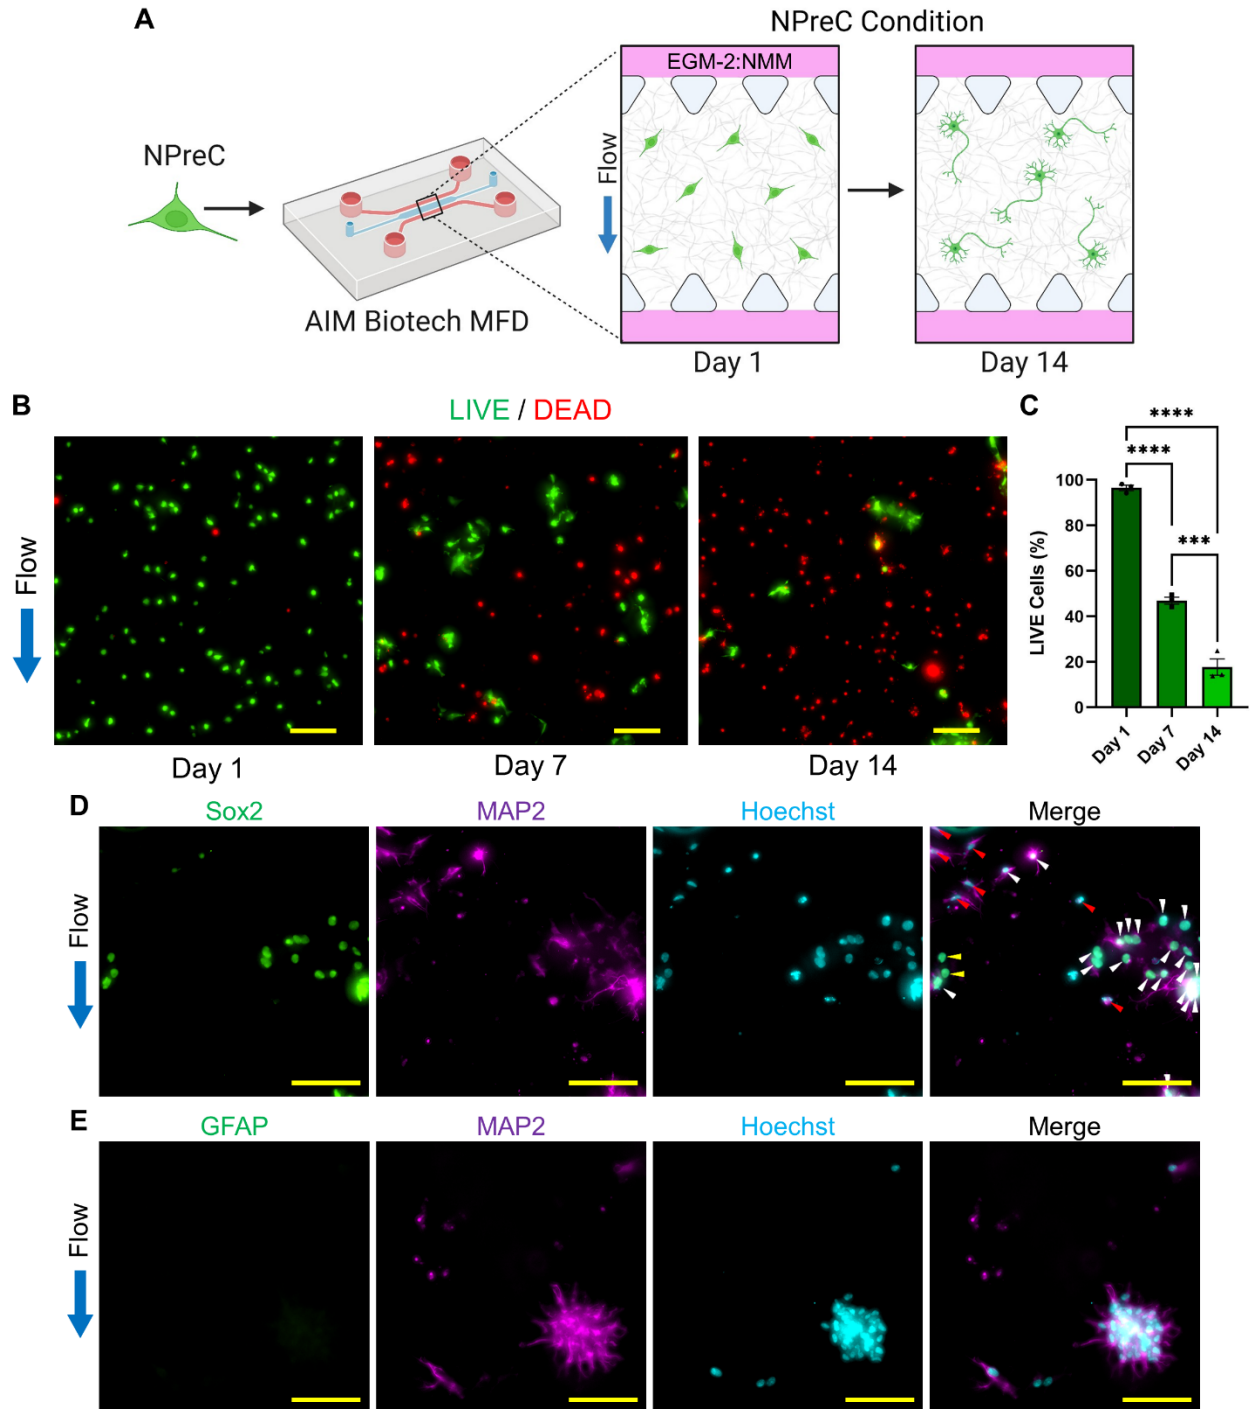 A
NPreC Condition
NPreC
AIM Biotech MFD
EGM-2:NMM
Flow
Day 1
Day 14
B
LIVE / DEAD
Flow
Day 1
Day 7
Day 14
C
****
****
***
LIVE Cells (%)
100
80
60
40
20
0
Day 1
Day 7
Day 14
D
Sox2
MAP2
Hoechst
Merge
Flow
E
GFAP
MAP2
Hoechst
Merge
Flow